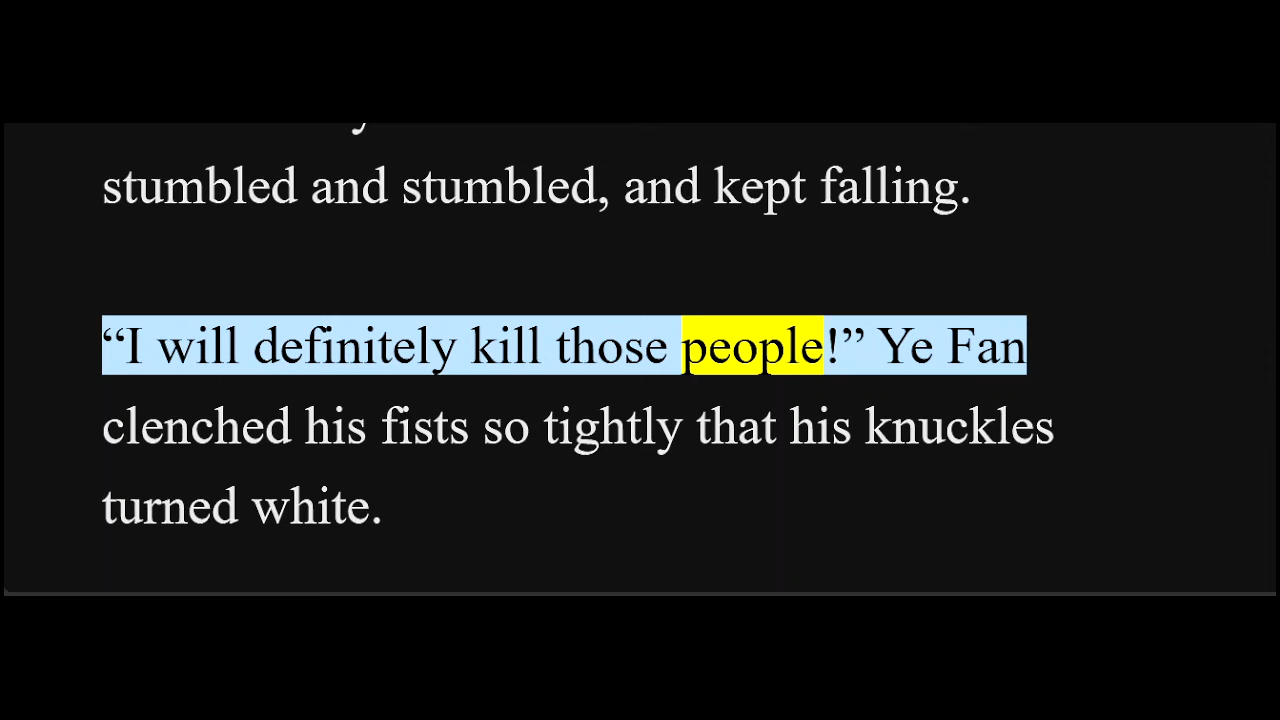 stumbled and stumbled, and kept falling.
“I will definitely kill those people!” Ye Fan
clenched his fists so tightly that his knuckles
turned white.